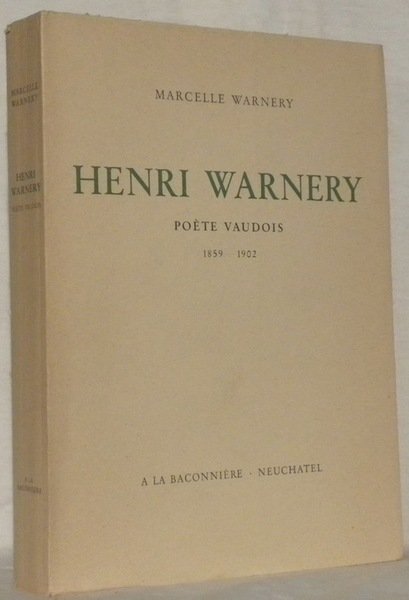 MARCELLE WARNERY
HENRI WARNERY
POÈTE VAUDOIS
1859 - 1902
A LA BACONNIÈRE · NEUCHATEL
MARCELLE
WARNERY
HENRI
WARNERY
POÈTE VAUDOIS
A LA
BACONNIÈRE